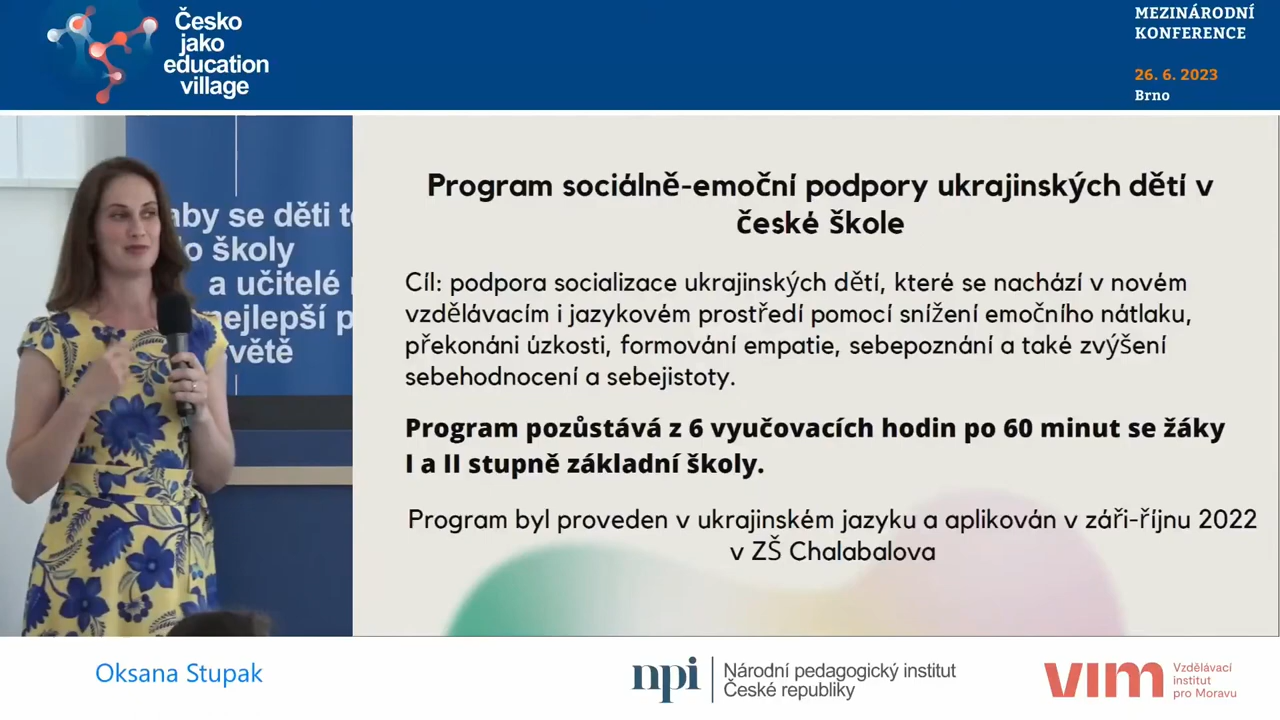 Česko
jako
education
village
MEZINÁRODNÍ
KONFERENCE
26. 6. 2023
Brno
aby se děti
do školy
a učitelé
nejlepší
světě
Program sociálně-emoční podpory ukrajinských dětí v
české škole
Cíl: podpora socializace ukrajinských dětí, které se nachází v novém
vzdělávacím i jazykovém prostředí pomocí snížení emočního nátlaku,
překonáni úzkosti, formování empatie, sebepoznání a také zvýšení
sebehodnocení a sebejistoty.
Program pozůstává z 6 vyučovacích hodin po 60 minut se žáky
I a II stupně základní školy.
Program byl proveden v ukrajinském jazyku a aplikován v září-říjnu 2022
v ZŠ Chalabalova
Oksana Stupak
npi
Národní pedagogický institut
České republiky
vim
Vzdělávací
institut
pro Moravu